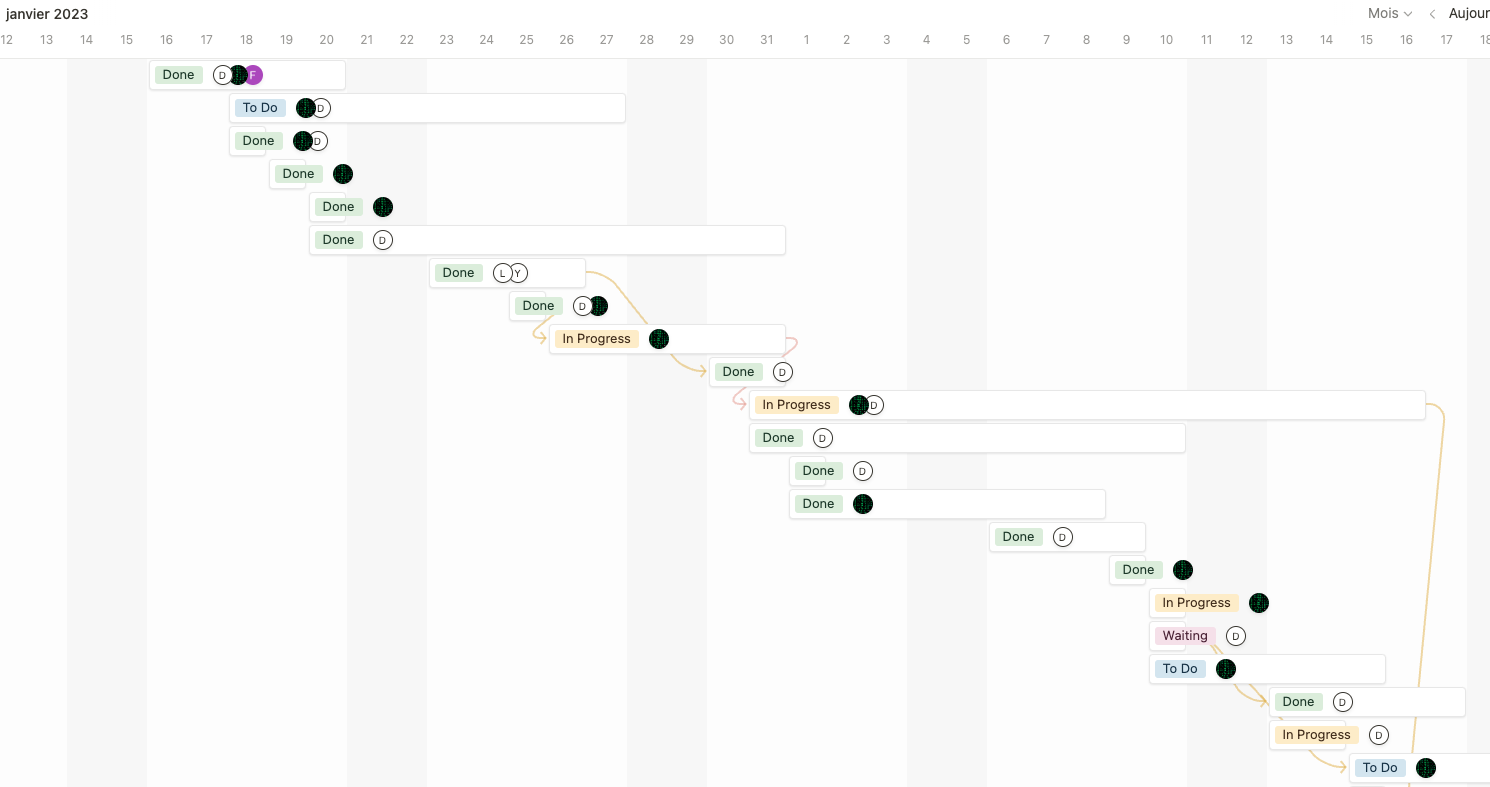 janvier 2023 Mois Aujour
12 13 14 15 16 17 18 19 20 21 22 23 24 25 26 27 28 29 30 31 1 2 3 4 5 6 7 8 9 10 11 12 13 14 15 16 17 18
Done D F
To Do D
Done D
Done
Done
Done D
Done L Y
Done D
In Progress
Done D
In Progress D
Done D
Done D
Done
Done D
Done
In Progress
Waiting D
To Do
Done D
In Progress D
To Do